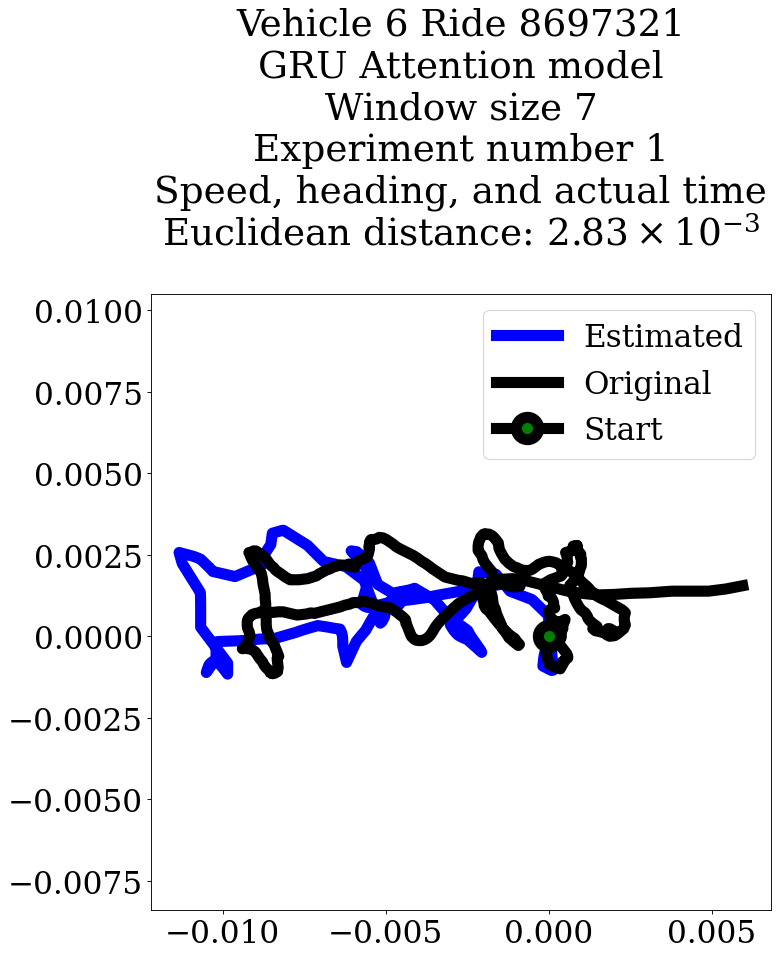 Vehicle 6 Ride 8697321
GRU Attention model
Window size 7
Experiment number 1
Speed, heading, and actual time
Euclidean distance: 2.83 × 10⁻³
Estimated
Original
Start
0.0100
0.0075
0.0050
0.0025
0.0000
−0.0025
−0.0050
−0.0075
−0.010
−0.005
0.000
0.005